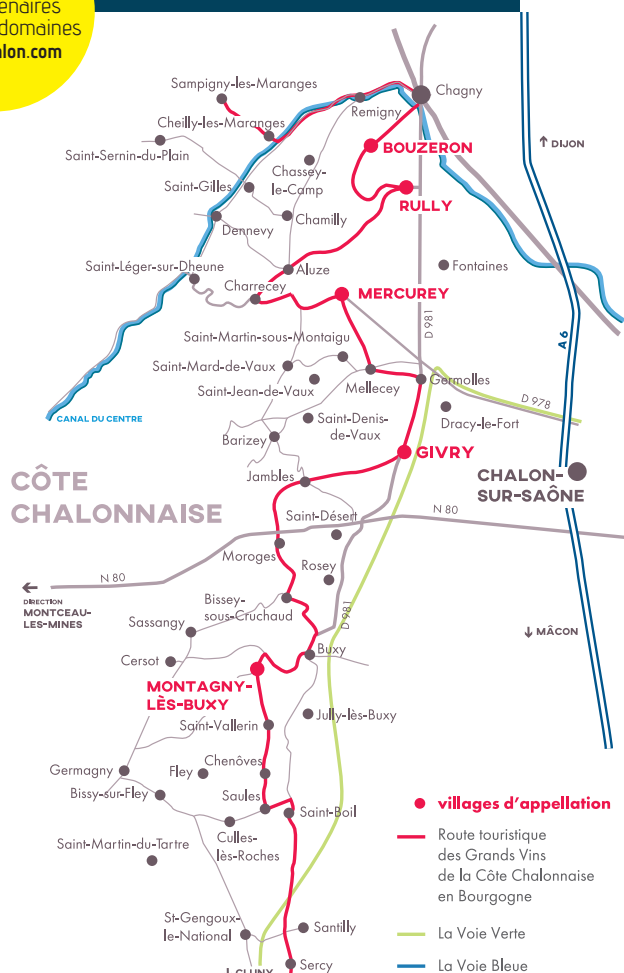 enaires
domaines
alon.com
Sampigny-les-Maranges
Chagny
Remigny
Cheilly-les-Maranges
BOUZERON
↑ DIJON
Saint-Sernin-du-Plain
Chassey-
le-Camp
Saint-Gilles
RULLY
Chamilly
Dennevy
Saint-Léger-sur-Dheune
Aluze
Fontaines
Charrecey
MERCUREY
D 981
A 6
Saint-Martin-sous-Montaigu
Saint-Mard-de-Vaux
Saint-Jean-de-Vaux
Mellecey
Germolles
D 978
CANAL DU CENTRE
Saint-Denis-
de-Vaux
Dracy-le-Fort
Barizey
GIVRY
CÔTE
CHALONNAISE
Jambles
CHALON-
SUR-SAÔNE
Saint-Désert
N 80
Moroges
N 80
Rosey
←
DIRECTION
MONTCEAU-
LES-MINES
Bissey-
sous-Cruchaud
D 981
Sassangy
↓ MÂCON
Cersot
Buxy
MONTAGNY-
LÈS-BUXY
Jully-lès-Buxy
Saint-Vallerin
Germagny
Fley
Chenôves
Bissy-sur-Fley
Saules
Saint-Boil
villages d'appellation
Route touristique
des Grands Vins
de la Côte Chalonnaise
en Bourgogne
Culles-
lès-Roches
Saint-Martin-du-Tartre
St-Gengoux-
le-National
Santilly
La Voie Verte
Sercy
La Voie Bleue
CLUNY